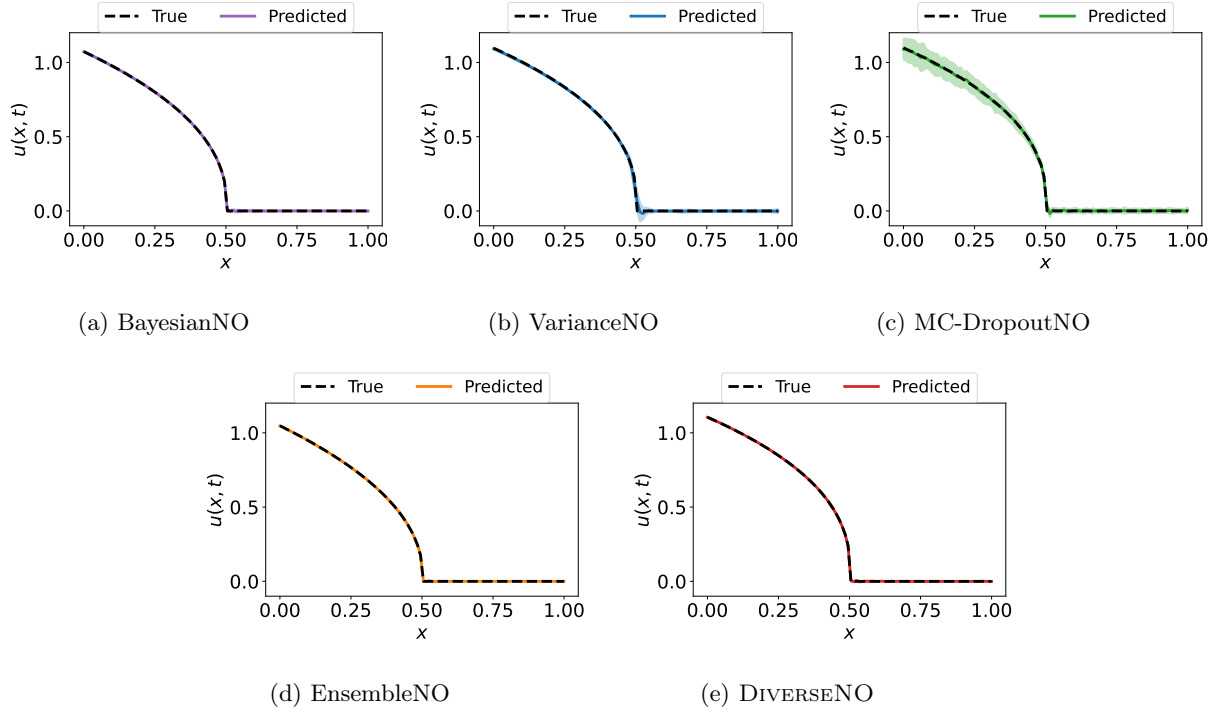 True Predicted
True Predicted
True Predicted
1.0
0.5
0.0
u(x, t)
0.00 0.25 0.50 0.75 1.00
x
1.0
0.5
0.0
u(x, t)
0.00 0.25 0.50 0.75 1.00
x
1.0
0.5
0.0
u(x, t)
0.00 0.25 0.50 0.75 1.00
x
(a) BayesianNO
(b) VarianceNO
(c) MC-DropoutNO
True Predicted
True Predicted
1.0
0.5
0.0
u(x, t)
0.00 0.25 0.50 0.75 1.00
x
1.0
0.5
0.0
u(x, t)
0.00 0.25 0.50 0.75 1.00
x
(d) EnsembleNO
(e) DIVERSENO